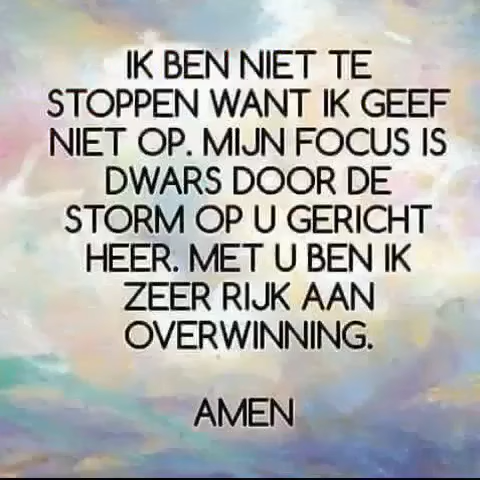 IK BEN NIET TE
STOPPEN WANT IK GEEF
NIET OP. MIJN FOCUS IS
DWARS DOOR DE
STORM OP U GERICHT
HEER. MET U BEN IK
ZEER RIJK AAN
OVERWINNING.
AMEN